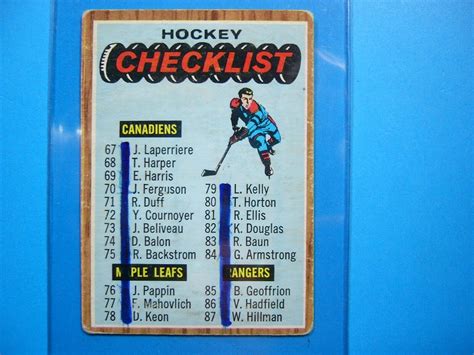 HOCKEY
CHECKLIST
CANADIENS
67 J. Laperriere
68 T. Harper
69 E. Harris
70 J. Ferguson
71 R. Duff
72 Y. Cournoyer
73 J. Beliveau
74 D. Balon
75 R. Backstrom
MAPLE LEAFS
76 J. Pappin
77 F. Mahovlich
78 D. Keon
79 L. Kelly
80 T. Horton
81 R. Ellis
82 K. Douglas
83 R. Baun
84 G. Armstrong
RANGERS
85 B. Geoffrion
86 V. Hadfield
87 W. Hillman